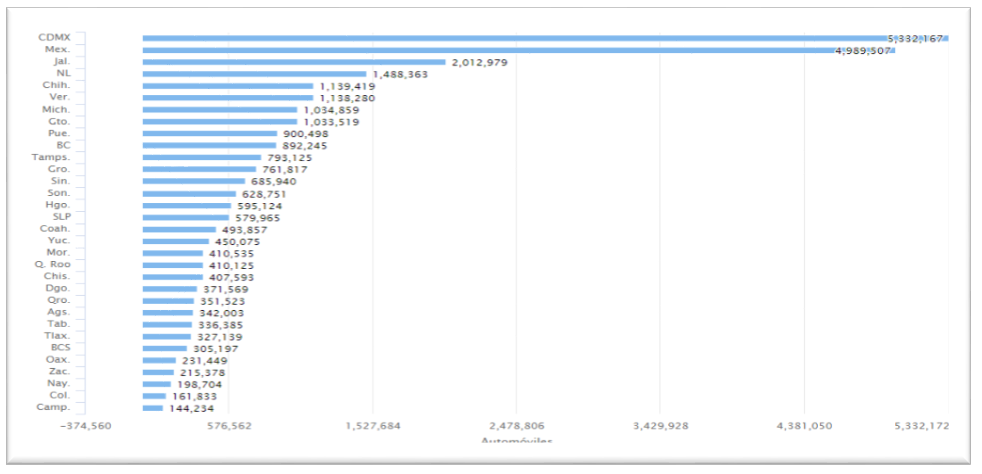 CDMX 5,332,167
Mex. 4,989,507
Jal. 2,012,979
NL 1,488,363
Chih. 1,139,419
Ver. 1,138,280
Mich. 1,034,859
Gto. 1,033,519
Pue. 900,498
BC 892,245
Tamps. 793,125
Gro. 761,817
Sin. 685,940
Son. 628,751
Hgo. 595,124
SLP 579,965
Coah. 493,857
Yuc. 450,075
Mor. 410,535
Q. Roo 410,125
Chis. 407,593
Dgo. 371,569
Qro. 351,523
Ags. 342,003
Tab. 336,385
Tlax. 327,139
BCS 305,197
Oax. 231,449
Zac. 215,378
Nay. 198,704
Col. 161,833
Camp. 144,234
-374,560 576,562 1,527,684 2,478,806 3,429,928 4,381,050 5,332,172
Automóviles